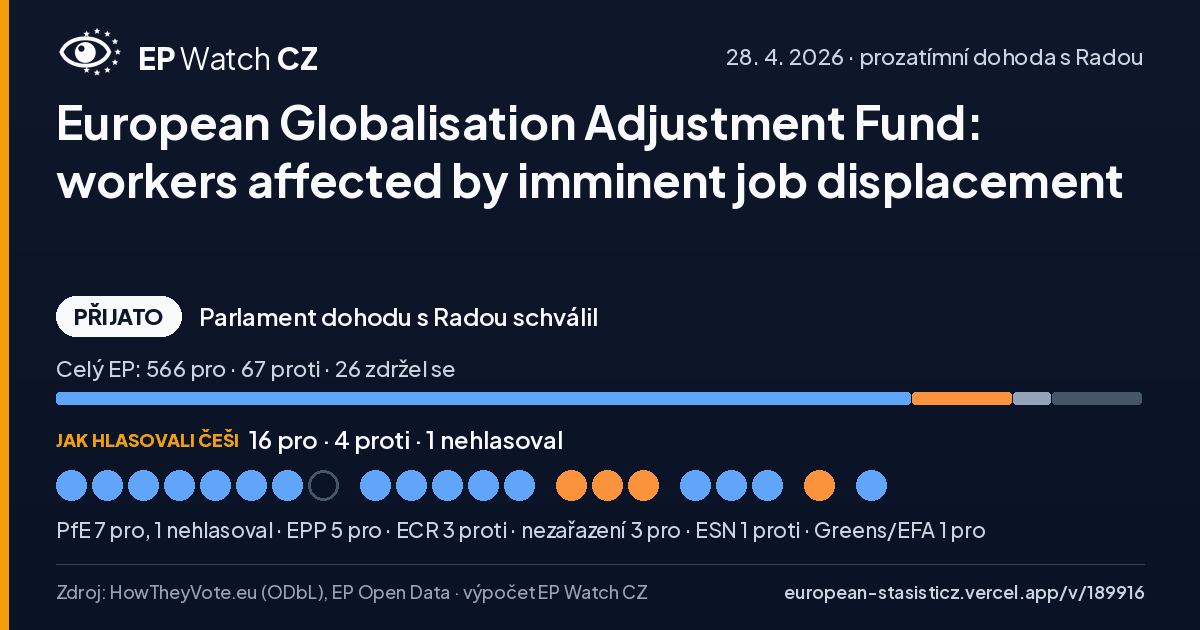 EP Watch CZ
28. 4. 2026 · prozatímní dohoda s Radou
European Globalisation Adjustment Fund:
workers affected by imminent job displacement
PŘIJATO
Parlament dohodu s Radou schválil
Celý EP: 566 pro · 67 proti · 26 zdržel se
JAK HLASOVALI ČEŠI 16 pro · 4 proti · 1 nehlasoval
PfE 7 pro, 1 nehlasoval · EPP 5 pro · ECR 3 proti · nezařazení 3 pro · ESN 1 proti · Greens/EFA 1 pro
Zdroj: HowTheyVote.eu (ODbL), EP Open Data · výpočet EP Watch CZ
european-stasisticz.vercel.app/v/189916